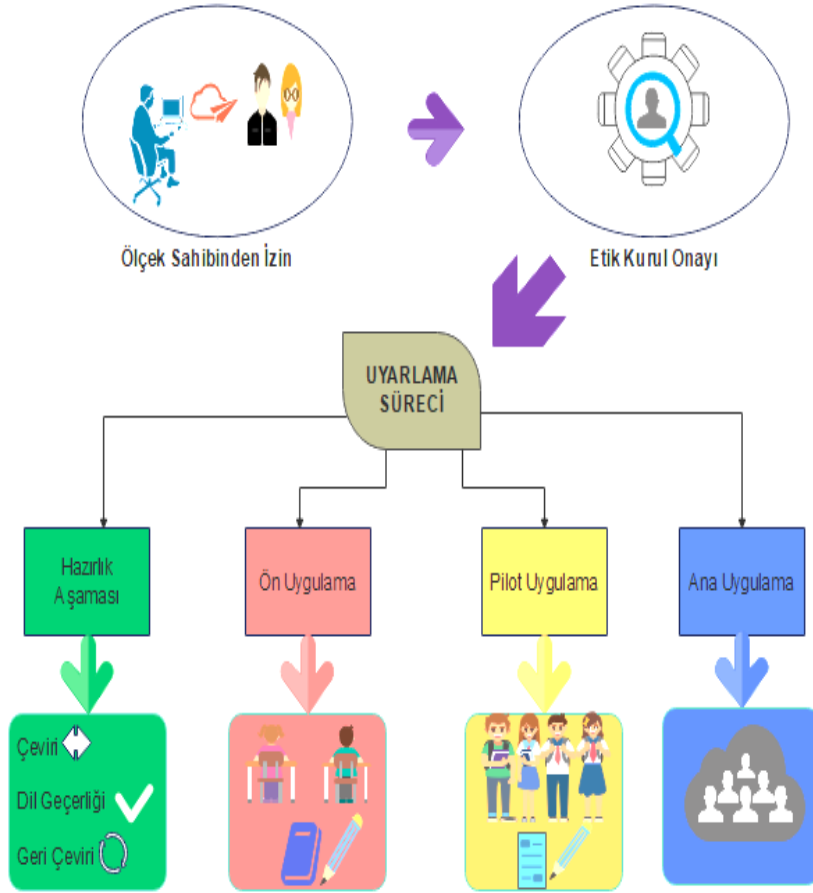 Ölçek Sahibinden İzin
Etik Kurul Onayı
UYARLAMA
SÜRECİ
Hazırlık
Aşaması
Ön Uygulama
Pilot Uygulama
Ana Uygulama
Çeviri
Dil Geçerliği
Geri Çeviri